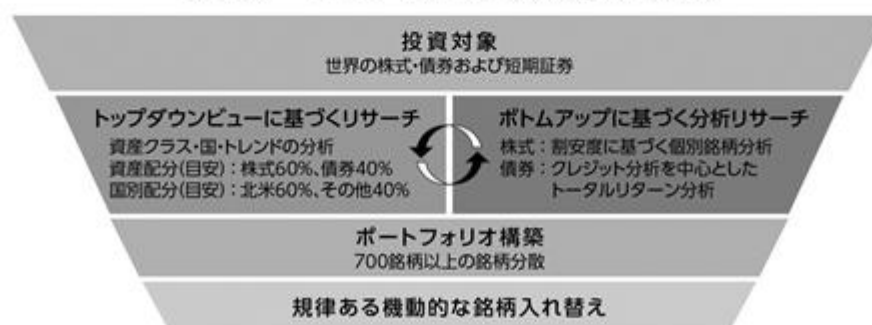 投資対象
世界の株式・債券および短期証券
トップダウンビューに基づくリサーチ
資産クラス・国・トレンドの分析
資産配分(目安)：株式60%、債券40%
国別配分(目安)：北米60%、その他40%
ボトムアップに基づく分析リサーチ
株式：割安度に基づく個別銘柄分析
債券：クレジット分析を中心とした
トータルリターン分析
ポートフォリオ構築
700銘柄以上の銘柄分散
規律ある機動的な銘柄入れ替え